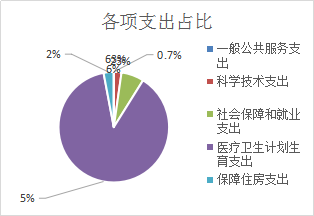 各项支出占比
2%
0.7%
5%
一般公共服务支
出
科学技术支出
社会保障和就业
支出
医疗卫生计划生
育支出
保障住房支出